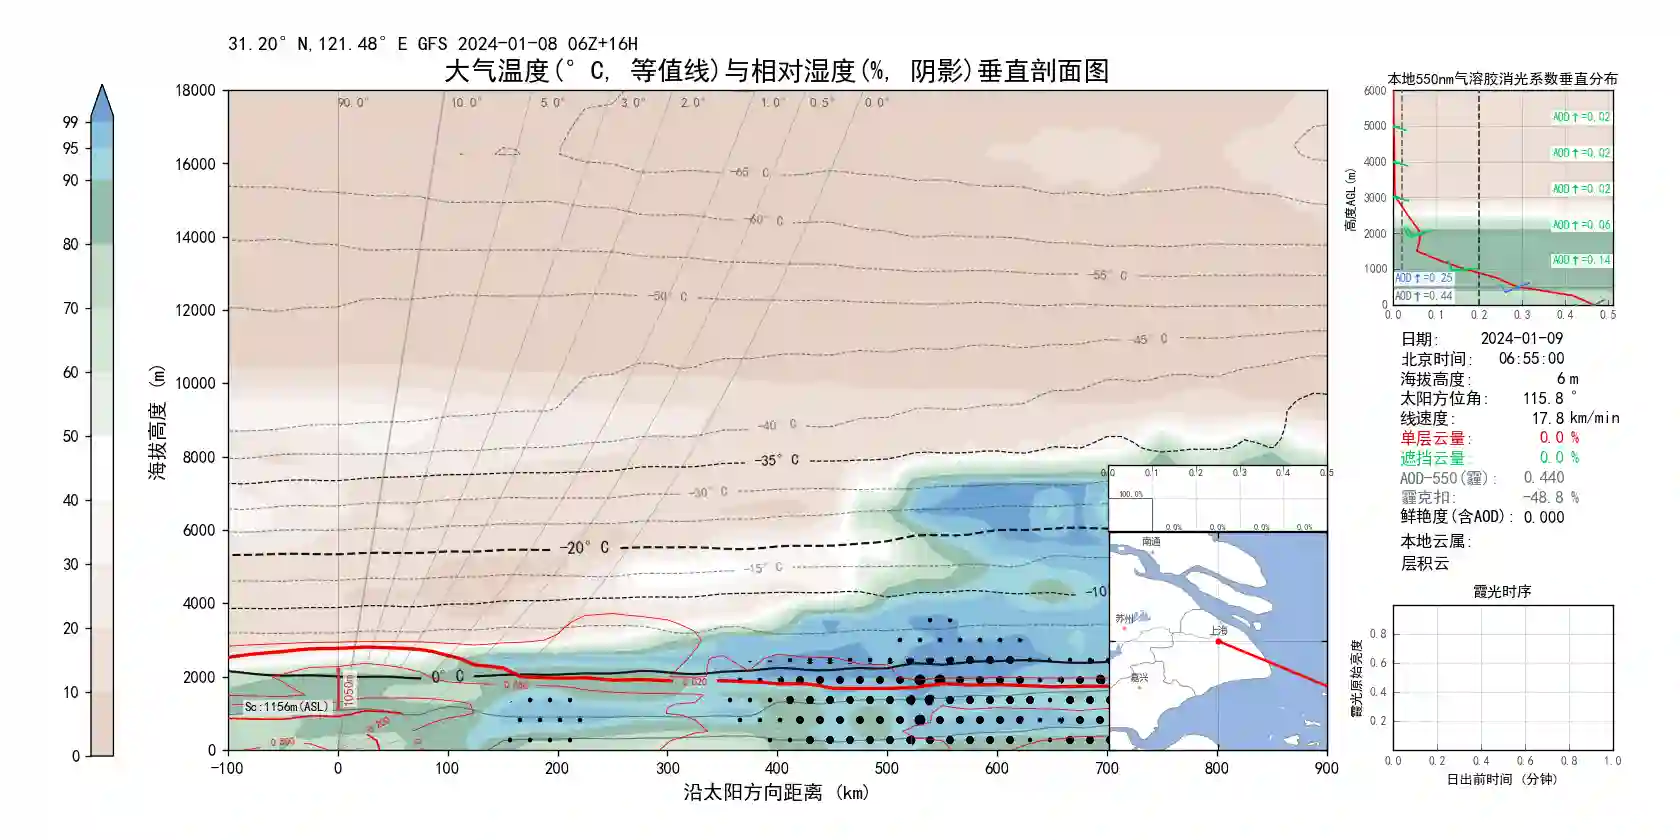 31.20° N,121.48° E GFS 2024-01-08 06Z+16H
大气温度(° C, 等值线)与相对湿度(%, 阴影)垂直剖面图
99
95
90
80
70
60
50
40
30
20
10
0
海拔高度 (m)
18000
16000
14000
12000
10000
8000
6000
4000
2000
0
90.0° 10.0° 5.0° 3.0° 2.0° 1.0° 0.5° 0.0°
-65 °C
-60° C
-55° C
-50° C
-45° C
-40 °C
-35° C
-30° C
-20° C
-15° C
-10
0° C
0.020
1050m
Sc:1156m(ASL)
0.200
-100 0 100 200 300 400 500 600 700 800 900
沿太阳方向距离 (km)
0.0 0.1 0.2 0.3 0.4 0.5
100.0%
0.0% 0.0% 0.0% 0.0%
南通
苏州
上海
嘉兴
本地550nm气溶胶消光系数垂直分布
高度AGL(m)
6000
5000
4000
3000
2000
1000
0
AOD↑=0.02
AOD↑=0.02
AOD↑=0.02
AOD↑=0.06
AOD↑=0.14
AOD↑=0.25
AOD↑=0.44
0.0 0.1 0.2 0.3 0.4 0.5
日期: 2024-01-09
北京时间: 06:55:00
海拔高度: 6 m
太阳方位角: 115.8 °
线速度: 17.8 km/min
单层云量: 0.0 %
遮挡云量: 0.0 %
AOD-550(霾): 0.440
霾克扣: -48.8 %
鲜艳度(含AOD): 0.000
本地云属:
层积云
霞光时序
霞光原始亮度
0.8
0.6
0.4
0.2
0.0 0.2 0.4 0.6 0.8 1.0
日出前时间 (分钟)